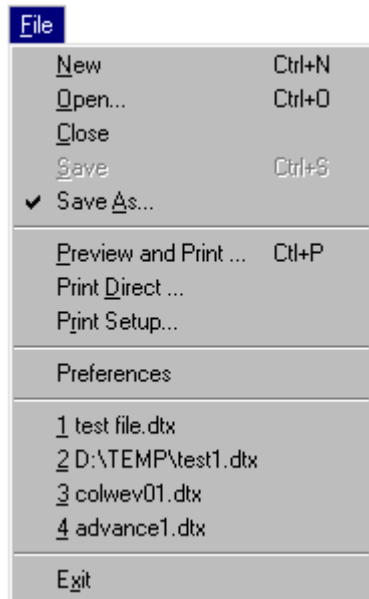 File
New Ctrl+N
Open... Ctrl+O
Close
Save Ctrl+S
Save As...
Preview and Print ... Ctl+P
Print Direct ...
Print Setup...
Preferences
1 test file.dtx
2 D:\TEMP\test1.dtx
3 colwev01.dtx
4 advance1.dtx
Exit